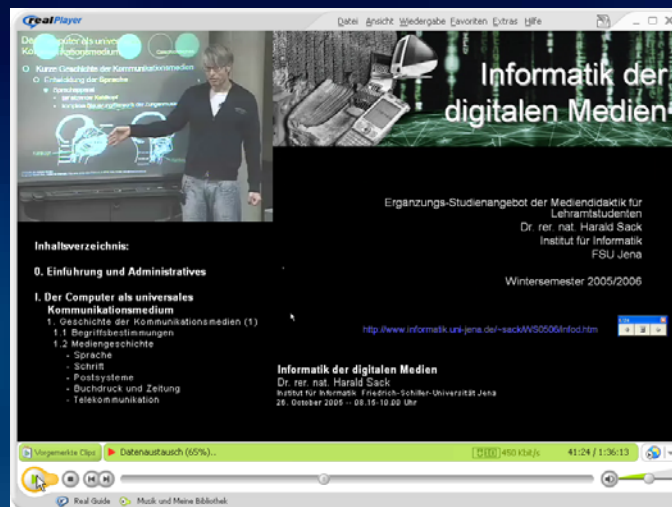 realPlayer
Datei Ansicht Wiedergabe Favoriten Extras Hilfe
Der Computer als universales
Kommunikationsmedium
Kurze Geschichte der Kommunikationsmedien
Entwicklung der Sprache
Sprachapparat
Informatik der
digitalen Medien
Ergänzungs-Studienangebot der Mediendidaktik für
Lehramtstudenten
Dr. rer. nat. Harald Sack
Institut für Informatik
FSU Jena
Wintersemester 2005/2006
http://www.informatik.uni-jena.de/~sack/WS0506/infod.htm
Inhaltsverzeichnis:
0. Einführung und Administratives
I. Der Computer als universales
Kommunikationsmedium
1. Geschichte der Kommunikationsmedien (1)
1.1 Begriffsbestimmungen
1.2 Mediengeschichte
- Sprache
- Schrift
- Postsysteme
- Buchdruck und Zeitung
- Telekommunikation
Informatik der digitalen Medien
Dr. rer. nat. Harald Sack
Institut für Informatik Friedrich-Schiller-Universität Jena
26. October 2005 -- 08.15-10.00 Uhr
Vorgemerkte Clips
Datenaustausch (65%)..
450 Kbit/s
41:24 / 1:36:13
Real Guide
Musik und Meine Bibliothek